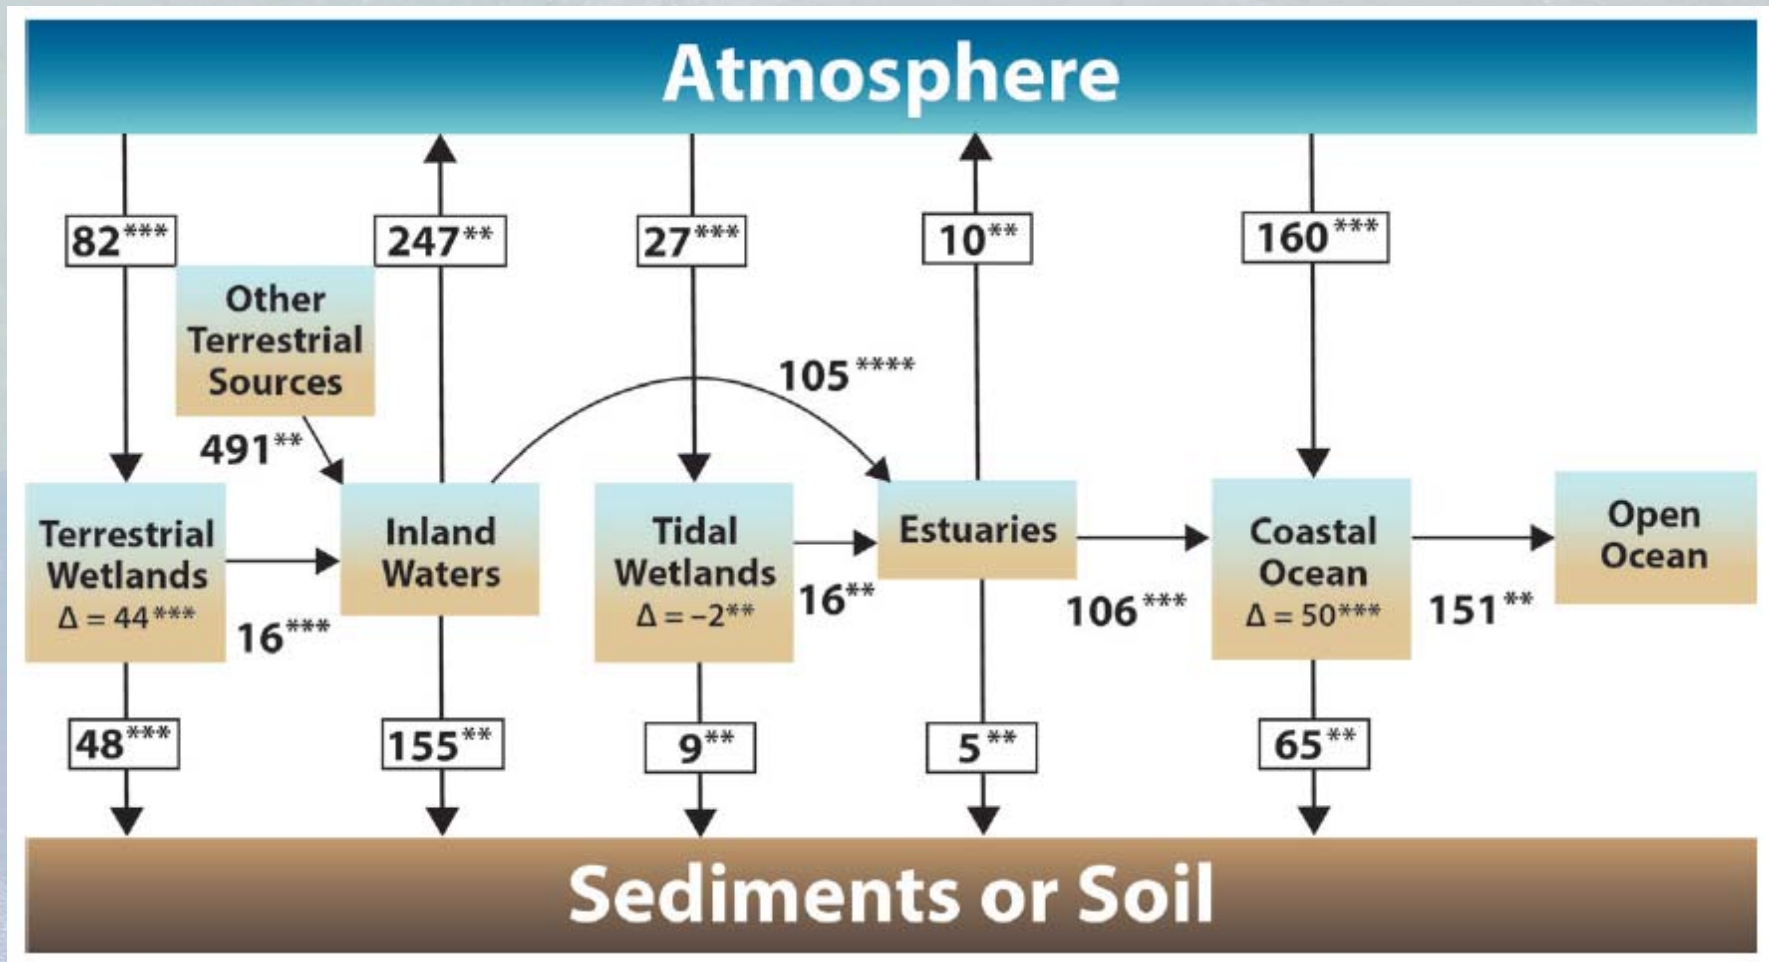 Atmosphere
82***
247**
27***
10**
160***
Other
Terrestrial
Sources
105****
491**
Terrestrial
Wetlands
Δ = 44***
16***
Inland
Waters
Tidal
Wetlands
Δ = –2**
16**
Estuaries
106***
Coastal
Ocean
Δ = 50***
151**
Open
Ocean
48***
155**
9**
5**
65**
Sediments or Soil